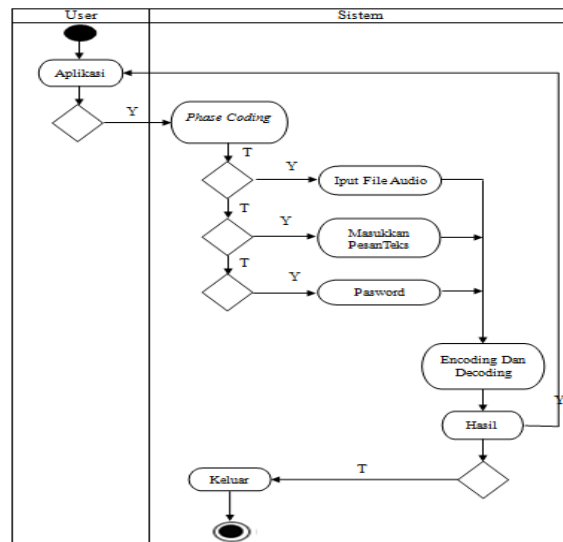 User
Sistem
Aplikasi
Y
Phase Coding
T
Y
Iput File Audio
T
Y
Masukkan
PesanTeks
T
Y
Pasword
Encoding Dan
Decoding
Y
Hasil
T
Keluar